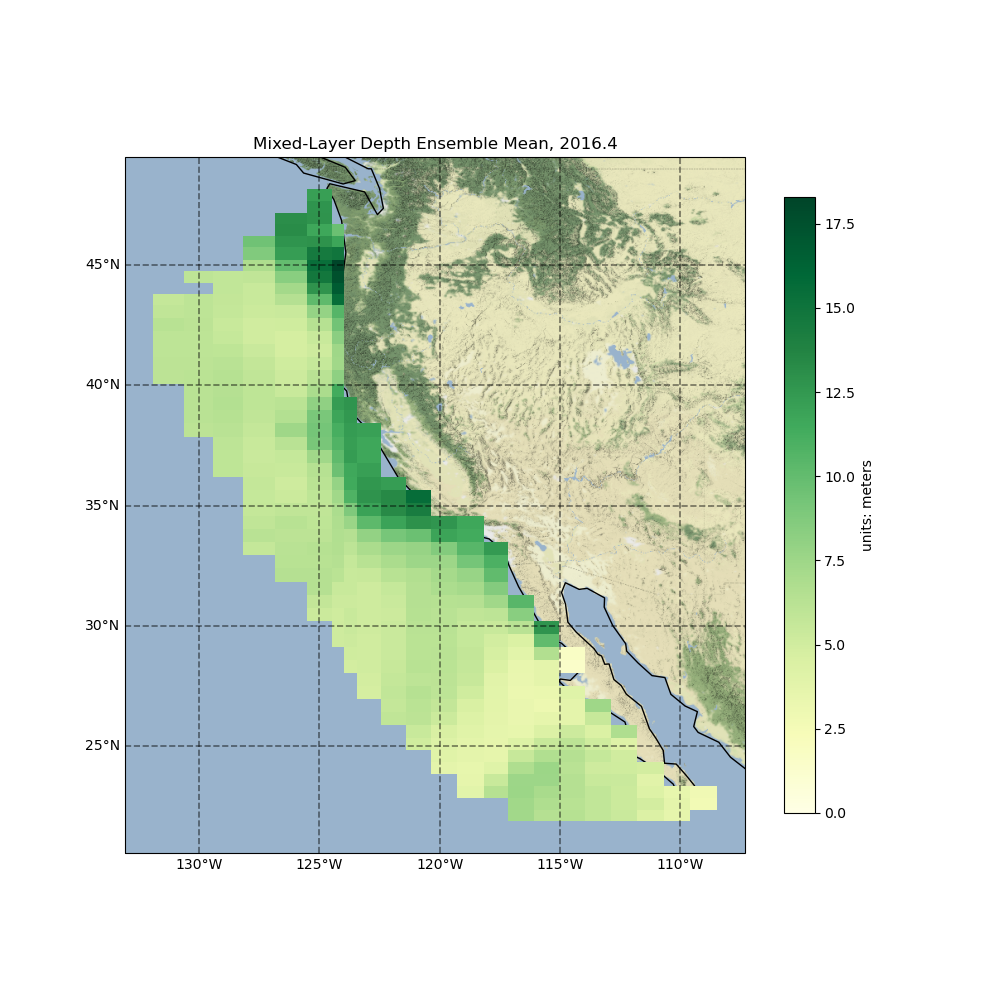 Mixed-Layer Depth Ensemble Mean, 2016.4
45°N
40°N
35°N
30°N
25°N
130°W 125°W 120°W 115°W 110°W
17.5
15.0
12.5
10.0
7.5
5.0
2.5
0.0
units: meters